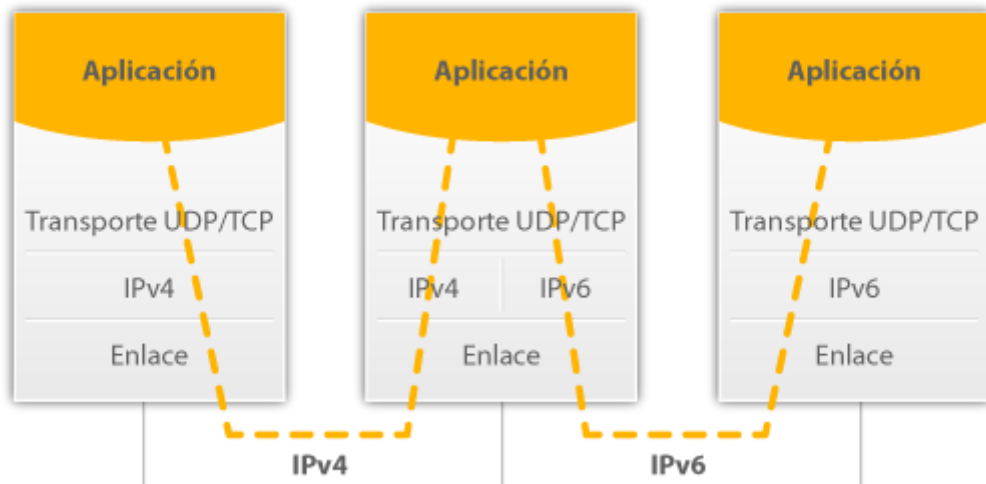 Aplicación
Transporte UDP/TCP
IPv4
Enlace
Aplicación
Transporte UDP/TCP
IPv4 IPv6
Enlace
Aplicación
Transporte UDP/TCP
IPv6
Enlace
IPv4
IPv6